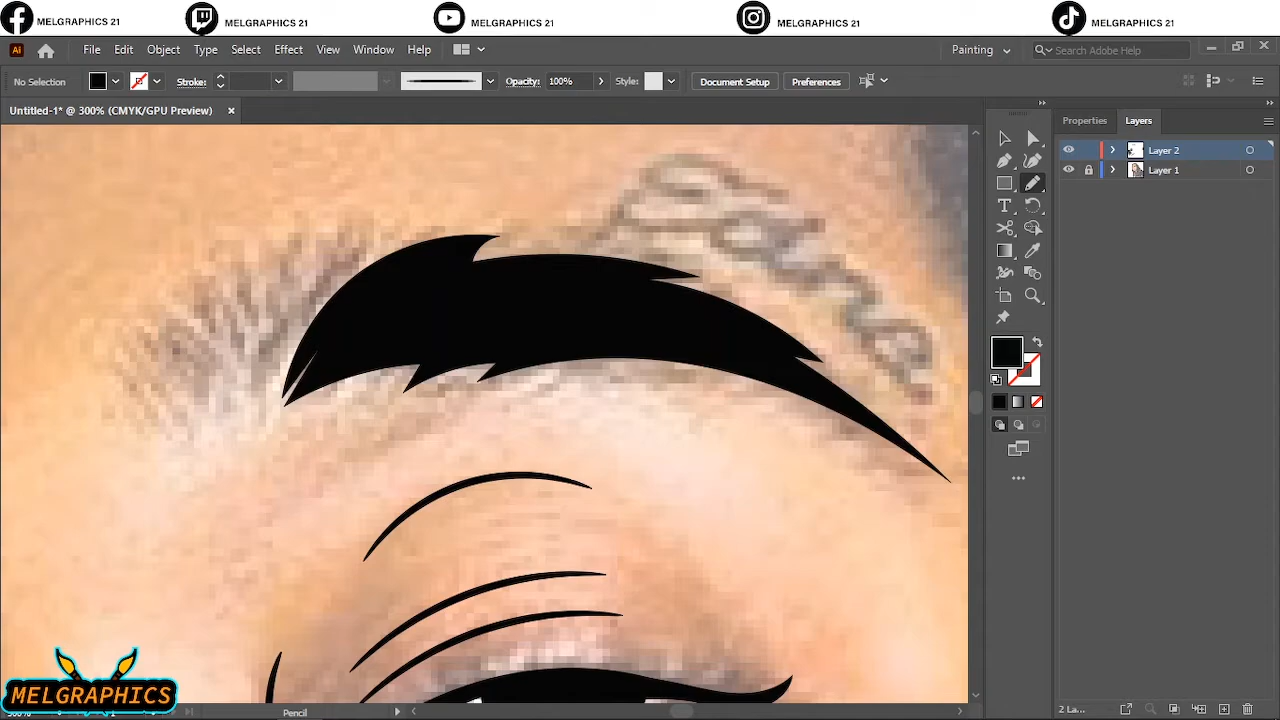 MELGRAPHICS 21 MELGRAPHICS 21 MELGRAPHICS 21 MELGRAPHICS 21 MELGRAPHICS 21
Ai File Edit Object Type Select Effect View Window Help Painting Search Adobe Help
No Selection Stroke: Opacity: 100% Style: Document Setup Preferences
Untitled-1* @ 300% (CMYK/GPU Preview)
Properties Layers
Layer 2
Layer 1
MELGRAPHICS
Pencil
2 La...